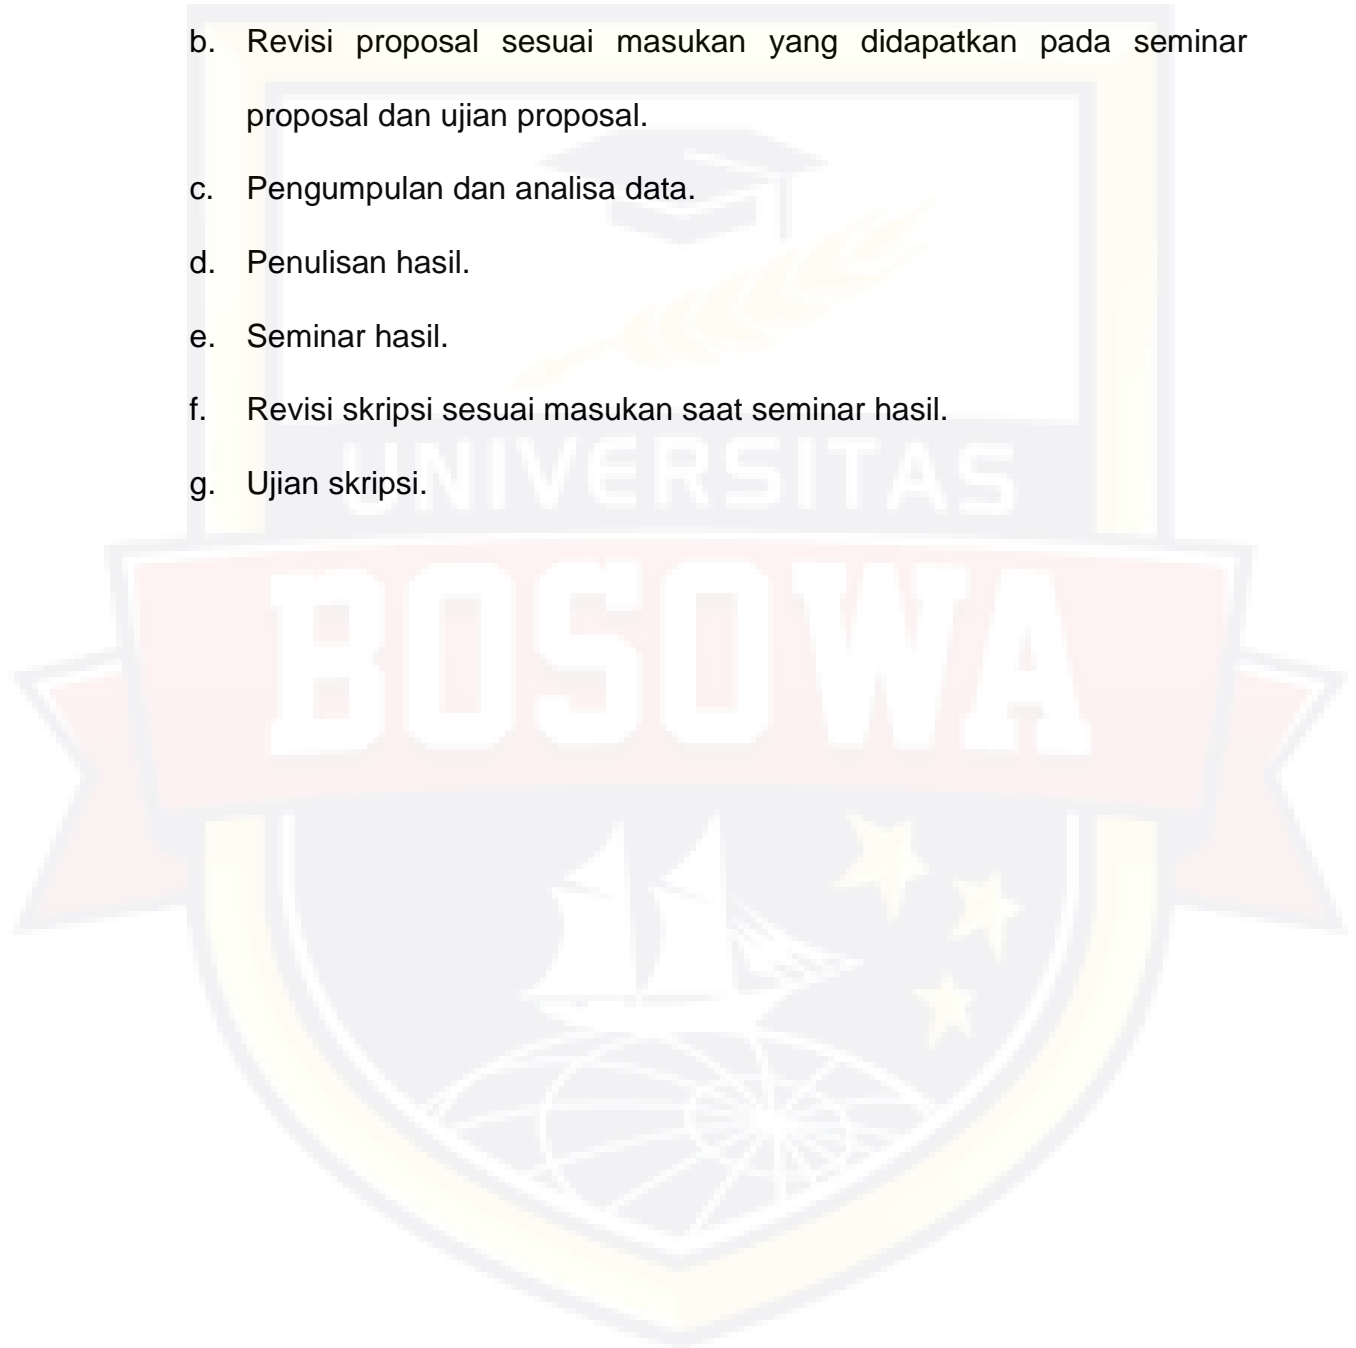 b. Revisi proposal sesuai masukan yang didapatkan pada seminar
proposal dan ujian proposal.
c. Pengumpulan dan analisa data.
d. Penulisan hasil.
e. Seminar hasil.
f. Revisi skripsi sesuai masukan saat seminar hasil.
g. Ujian skripsi.
UNIVERSITAS
BOSOWA